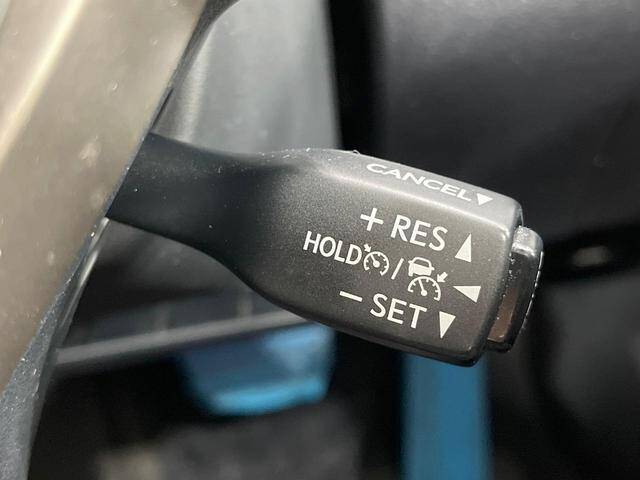 CANCEL▼
+ RES ▲
HOLD / ◀
− SET ▼